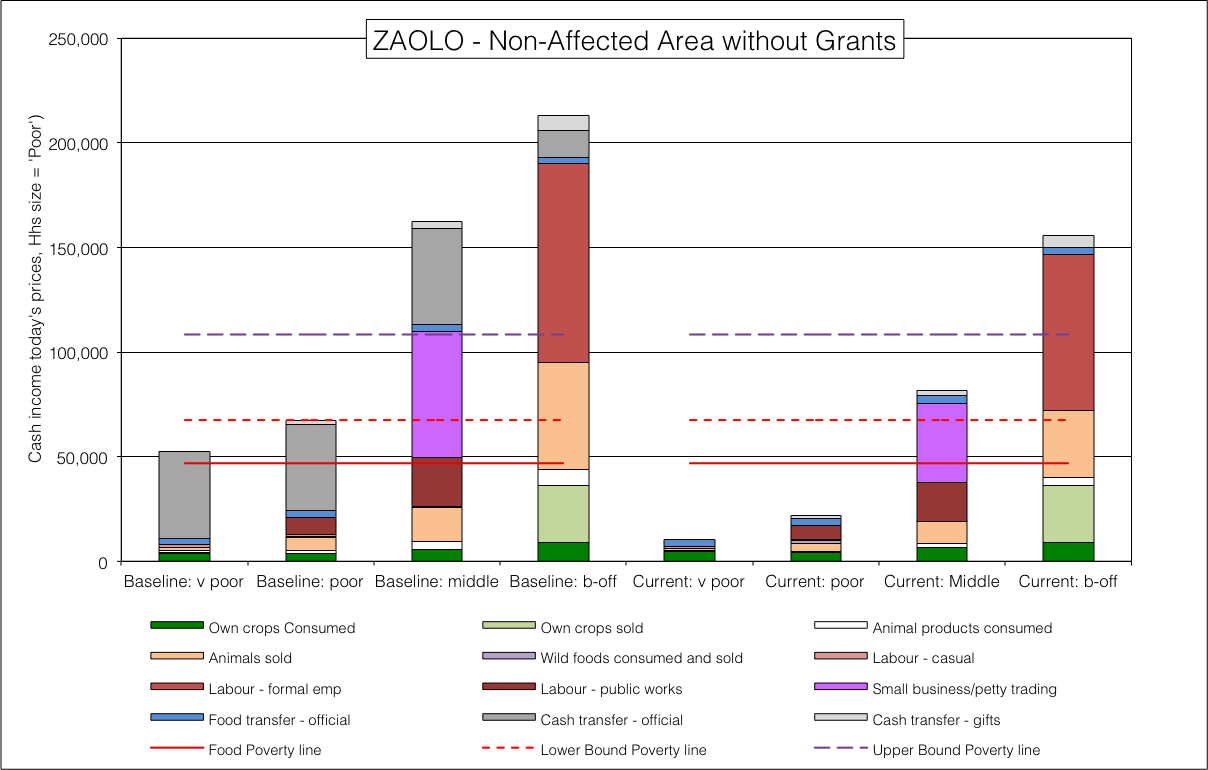 ZAOLO - Non-Affected Area without Grants
Cash income today's prices, Hhs size = 'Poor')
250,000
200,000
150,000
100,000
50,000
0
Baseline: v poor Baseline: poor Baseline: middle Baseline: b-off Current: v poor Current: poor Current: Middle Current: b-off
Own crops Consumed Own crops sold Animal products consumed
Animals sold Wild foods consumed and sold Labour - casual
Labour - formal emp Labour - public works Small business/petty trading
Food transfer - official Cash transfer - official Cash transfer - gifts
Food Poverty line Lower Bound Poverty line Upper Bound Poverty line